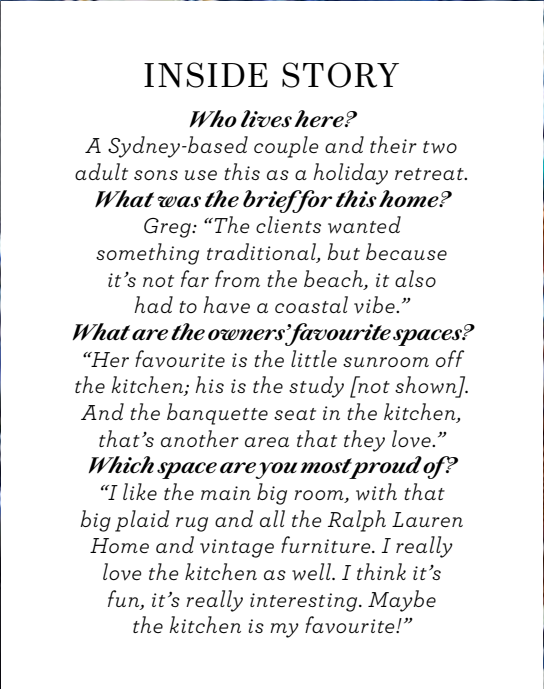 INSIDE STORY
Who lives here?
A Sydney-based couple and their two
adult sons use this as a holiday retreat.
What was the brief for this home?
Greg: “The clients wanted
something traditional, but because
it’s not far from the beach, it also
had to have a coastal vibe.”
What are the owners’ favourite spaces?
“Her favourite is the little sunroom off
the kitchen; his is the study [not shown].
And the banquette seat in the kitchen,
that’s another area that they love.”
Which space are you most proud of?
“I like the main big room, with that
big plaid rug and all the Ralph Lauren
Home and vintage furniture. I really
love the kitchen as well. I think it’s
fun, it’s really interesting. Maybe
the kitchen is my favourite!”